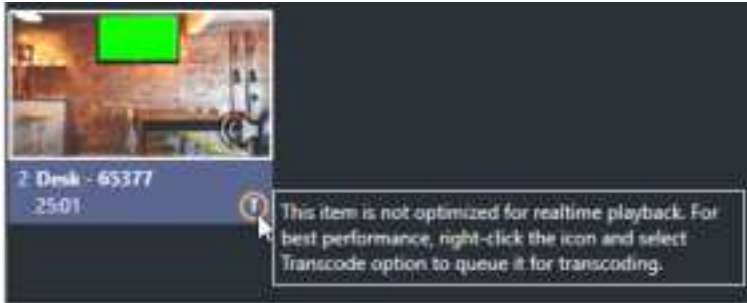 2 Desk - 65377
25:01
T
This item is not optimized for realtime playback. For
best performance, right-click the icon and select
Transcode option to queue it for transcoding.